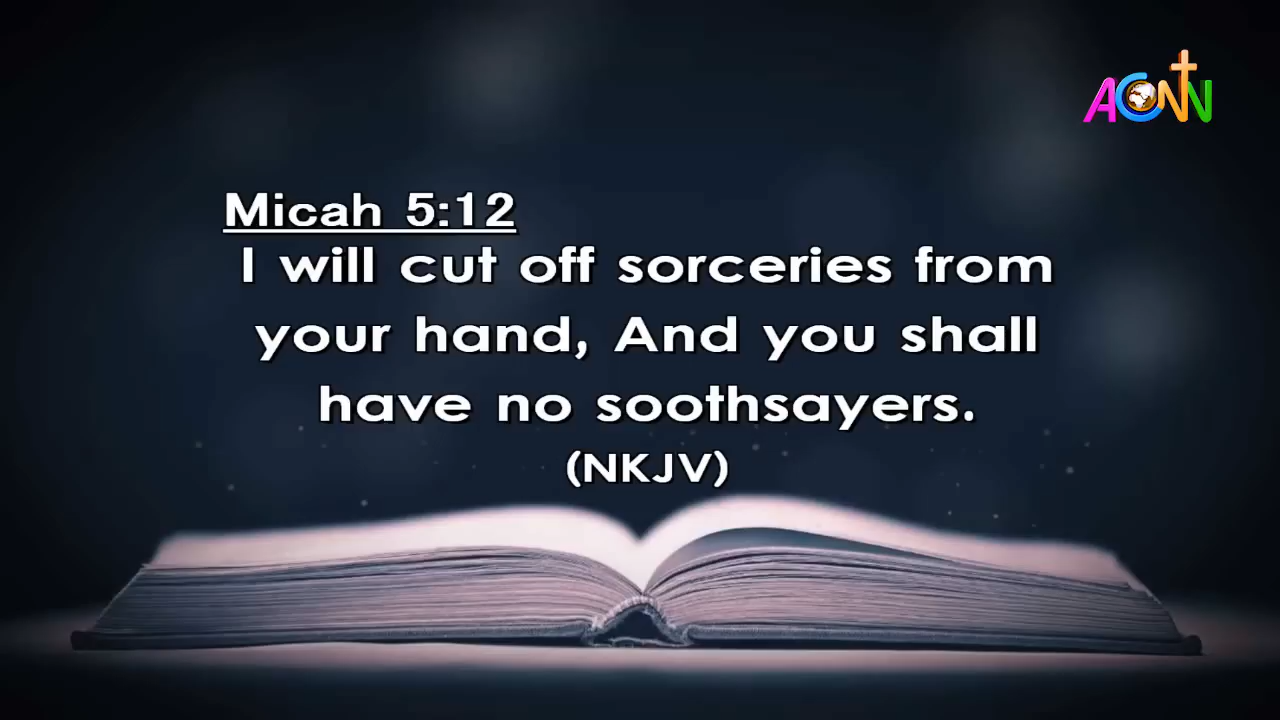 ACNN
Micah 5:12
I will cut off sorceries from
your hand, And you shall
have no soothsayers.
(NKJV)